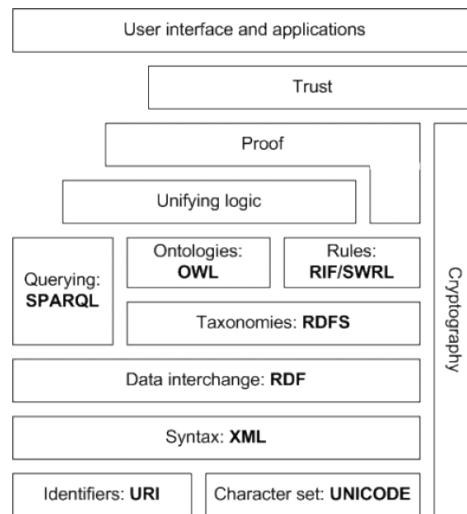 User interface and applications
Trust
Proof
Unifying logic
Querying:
SPARQL
Ontologies:
OWL
Rules:
RIF/SWRL
Taxonomies: RDFS
Cryptography
Data interchange: RDF
Syntax: XML
Identifiers: URI
Character set: UNICODE